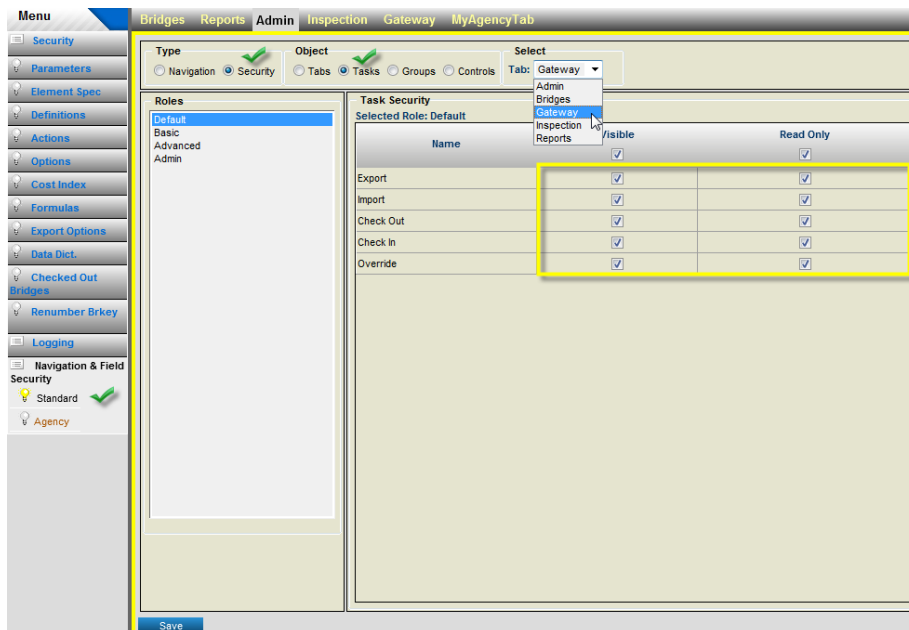 Menu
Bridges Reports Admin Inspection Gateway MyAgencyTab
Security
Parameters
Element Spec
Definitions
Actions
Options
Cost Index
Formulas
Export Options
Data Dict.
Checked Out
Bridges
Renumber Brkey
Logging
Navigation & Field
Security
Standard
Agency
Type
Navigation Security
Object
Tabs Tasks Groups Controls
Select
Tab: Gateway
Admin
Bridges
Gateway
Inspection
Reports
Roles
Default
Basic
Advanced
Admin
Task Security
Selected Role: Default
Name Visible Read Only
Export
Import
Check Out
Check In
Override
Save